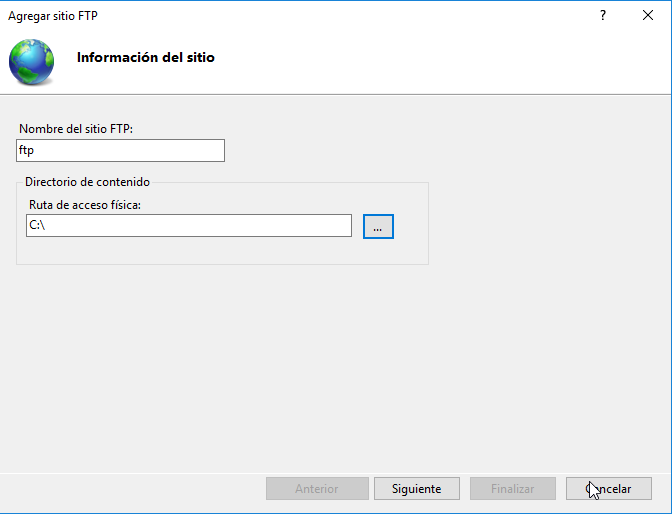 Agregar sitio FTP
?
Información del sitio
Nombre del sitio FTP:
ftp
Directorio de contenido
Ruta de acceso física:
C:\
...
Anterior
Siguiente
Finalizar
Cancelar